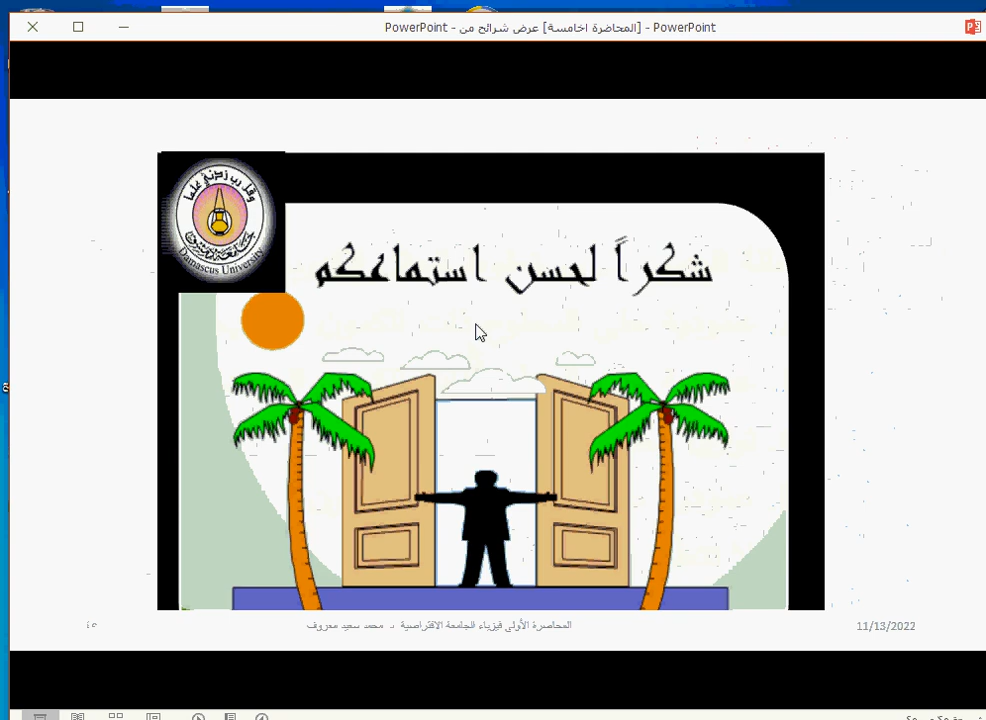 PowerPoint - [المحاضرة اخامسة] عرض شرائح من - PowerPoint
وقل رب زدني علما
Damascus University
شكراً لحسن استماعكم
11/13/2022
المحاضرة الأولى فيزياء الجامعة الافتراضية د. محمد سعيد معروف